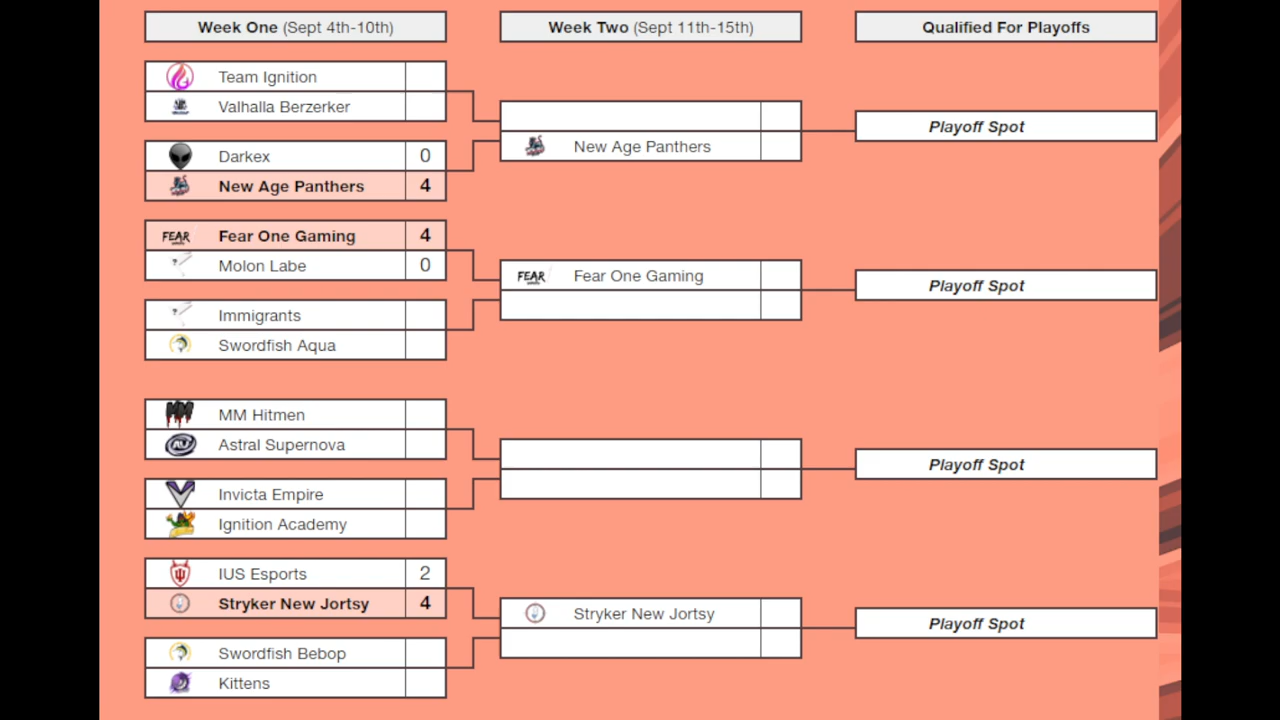 Week One (Sept 4th-10th)
Week Two (Sept 11th-15th)
Qualified For Playoffs
Team Ignition
Valhalla Berzerker
Darkex 0
New Age Panthers 4
New Age Panthers
Playoff Spot
FEAR Fear One Gaming 4
Molon Labe 0
Immigrants
Swordfish Aqua
FEAR Fear One Gaming
Playoff Spot
MM MM Hitmen
Astral Supernova
Invicta Empire
Ignition Academy
Playoff Spot
IUS Esports 2
Stryker New Jortsy 4
Swordfish Bebop
Kittens
Stryker New Jortsy
Playoff Spot